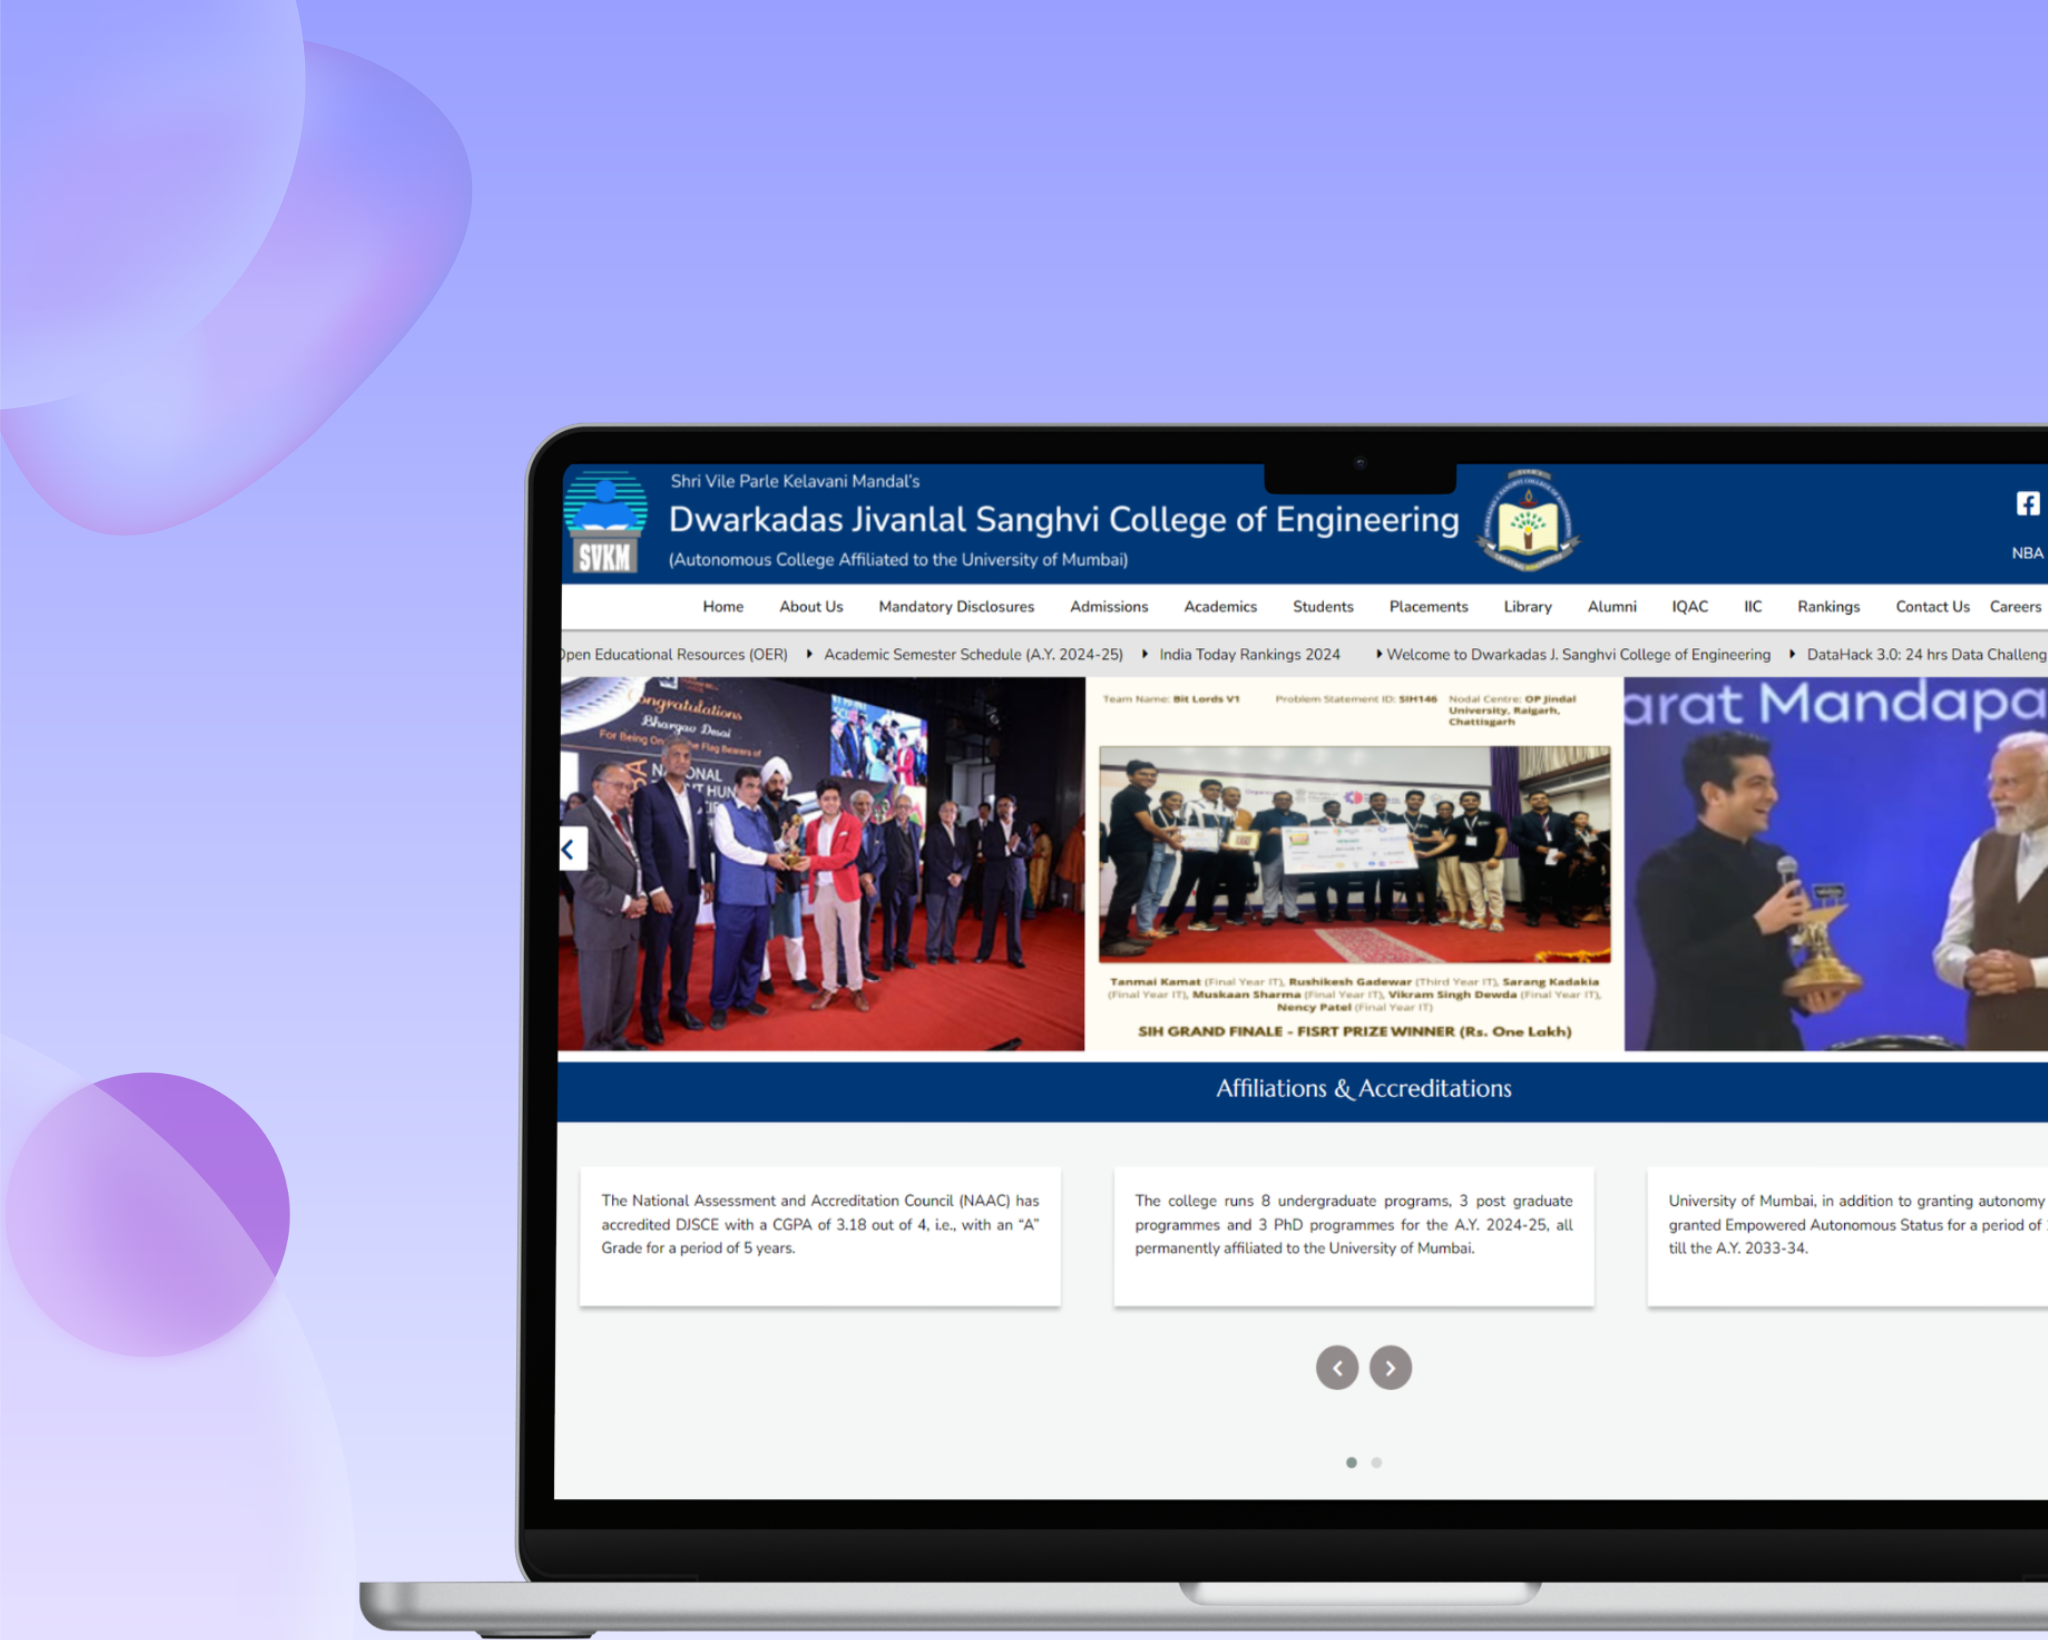 Shri Vile Parle Kelavani Mandal's
Dwarkadas Jivanlal Sanghvi College of Engineering
(Autonomous College Affiliated to the University of Mumbai)
SVKM
NBA
Home About Us Mandatory Disclosures Admissions Academics Students Placements Library Alumni IQAC IIC Rankings Contact Us Careers
Open Educational Resources (OER) Academic Semester Schedule (A.Y. 2024-25) India Today Rankings 2024 Welcome to Dwarkadas J. Sanghvi College of Engineering DataHack 3.0: 24 hrs Data Challeng
Congratulations
Bhargav Desai
For Being On the Flag Bearers of
Team Name: Bit Lords V1
Problem Statement ID: SIH146
Nodal Centre: OP Jindal
University, Raigarh,
Chattisgarh
Tanmai Kamat (Final Year IT), Rushikesh Gadewar (Third Year IT), Sarang Kadakia
(Final Year IT), Muskaan Sharma (Final Year IT), Vikram Singh Dewda (Final Year IT),
Nency Patel (Final Year IT)
SIH GRAND FINALE - FISRT PRIZE WINNER (Rs. One Lakh)
arat Mandapa
Affiliations & Accreditations
The National Assessment and Accreditation Council (NAAC) has
accredited DJSCE with a CGPA of 3.18 out of 4, i.e., with an “A”
Grade for a period of 5 years.
The college runs 8 undergraduate programs, 3 post graduate
programmes and 3 PhD programmes for the A.Y. 2024-25, all
permanently affiliated to the University of Mumbai.
University of Mumbai, in addition to granting autonomy
granted Empowered Autonomous Status for a period of
till the A.Y. 2033-34.